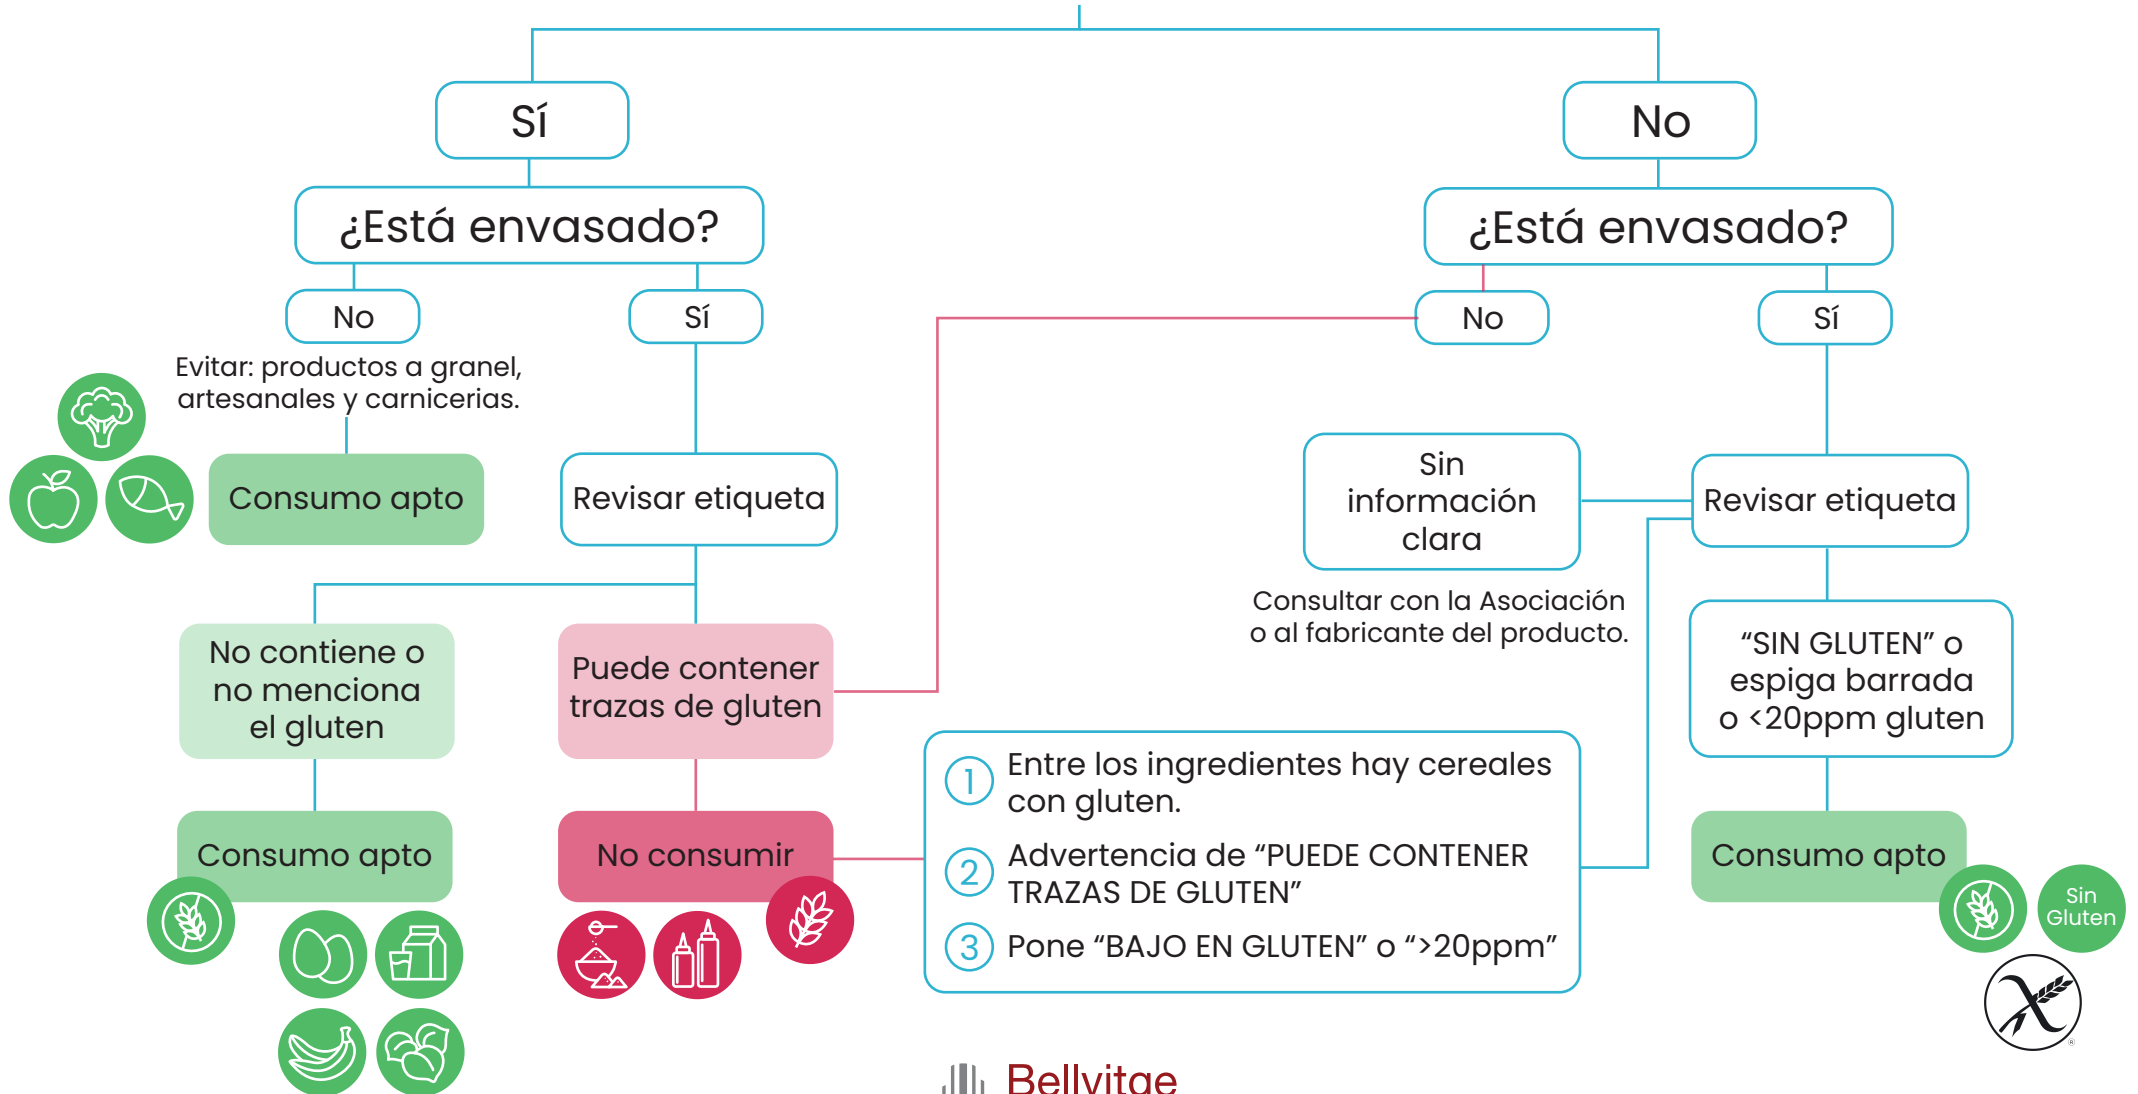 Sí
No
¿Está envasado?
¿Está envasado?
No
Sí
No
Sí
Evitar: productos a granel,
artesanales y carnicerias.
Consumo apto
Revisar etiqueta
Sin
información
clara
Revisar etiqueta
Consultar con la Asociación
o al fabricante del producto.
No contiene o
no menciona
el gluten
Puede contener
trazas de gluten
“SIN GLUTEN” o
espiga barrada
o <20ppm gluten
1 Entre los ingredientes hay cereales
con gluten.
2 Advertencia de “PUEDE CONTENER
TRAZAS DE GLUTEN”
3 Pone “BAJO EN GLUTEN” o “>20ppm”
Consumo apto
No consumir
Consumo apto
Sin
Gluten
®
Bellvitae